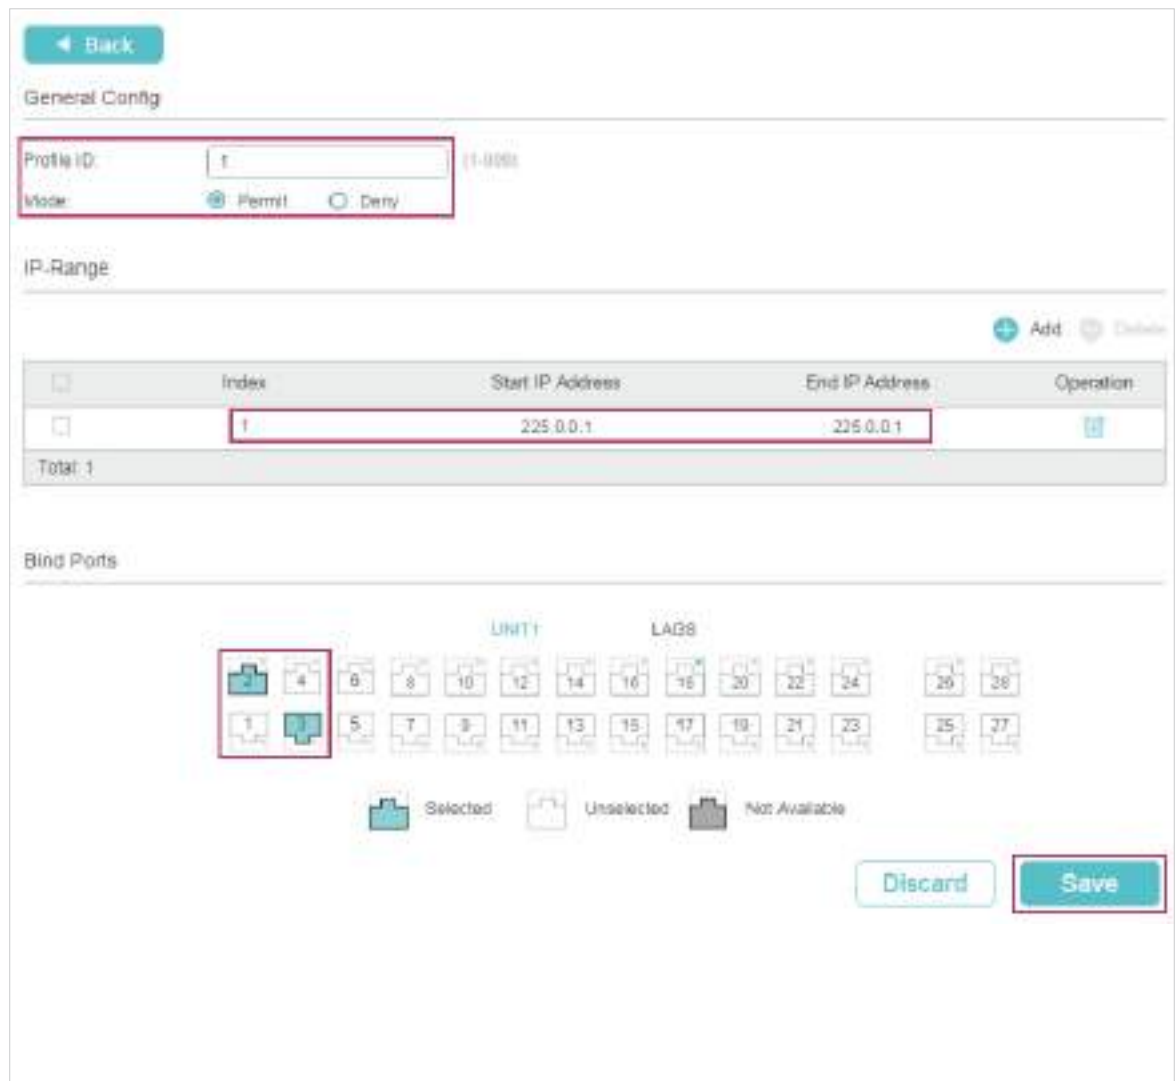 Back
General Config
Profile ID: 1 (1-999)
Mode: Permit Deny
IP-Range
Add Delete
Index Start IP Address End IP Address Operation
1 225.0.0.1 225.0.0.1
Total: 1
Bind Ports
UNIT1 LAGS
2 4 6 8 10 12 14 16 18 20 22 24 26 28
1 3 5 7 9 11 13 15 17 19 21 23 25 27
Selected Unselected Not Available
Discard Save